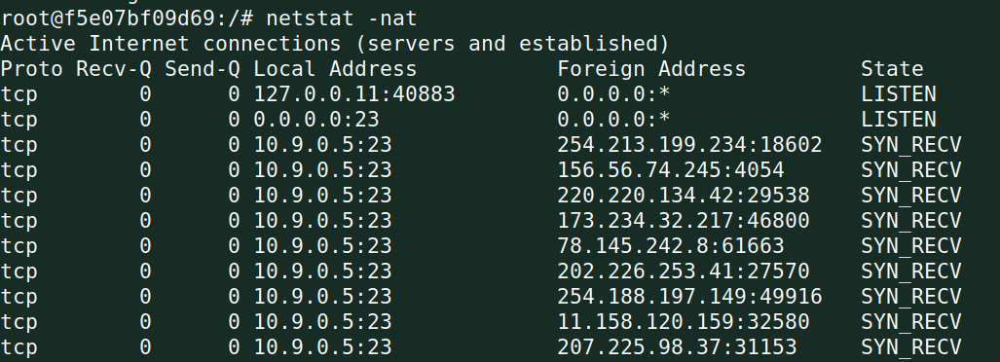 root@f5e07bf09d69:/# netstat -nat
Active Internet connections (servers and established)
Proto Recv-Q Send-Q Local Address           Foreign Address         State
tcp        0      0 127.0.0.11:40883        0.0.0.0:*               LISTEN
tcp        0      0 0.0.0.0:23              0.0.0.0:*               LISTEN
tcp        0      0 10.9.0.5:23             254.213.199.234:18602   SYN_RECV
tcp        0      0 10.9.0.5:23             156.56.74.245:4054      SYN_RECV
tcp        0      0 10.9.0.5:23             220.220.134.42:29538    SYN_RECV
tcp        0      0 10.9.0.5:23             173.234.32.217:46800    SYN_RECV
tcp        0      0 10.9.0.5:23             78.145.242.8:61663      SYN_RECV
tcp        0      0 10.9.0.5:23             202.226.253.41:27570    SYN_RECV
tcp        0      0 10.9.0.5:23             254.188.197.149:49916   SYN_RECV
tcp        0      0 10.9.0.5:23             11.158.120.159:32580    SYN_RECV
tcp        0      0 10.9.0.5:23             207.225.98.37:31153     SYN_RECV